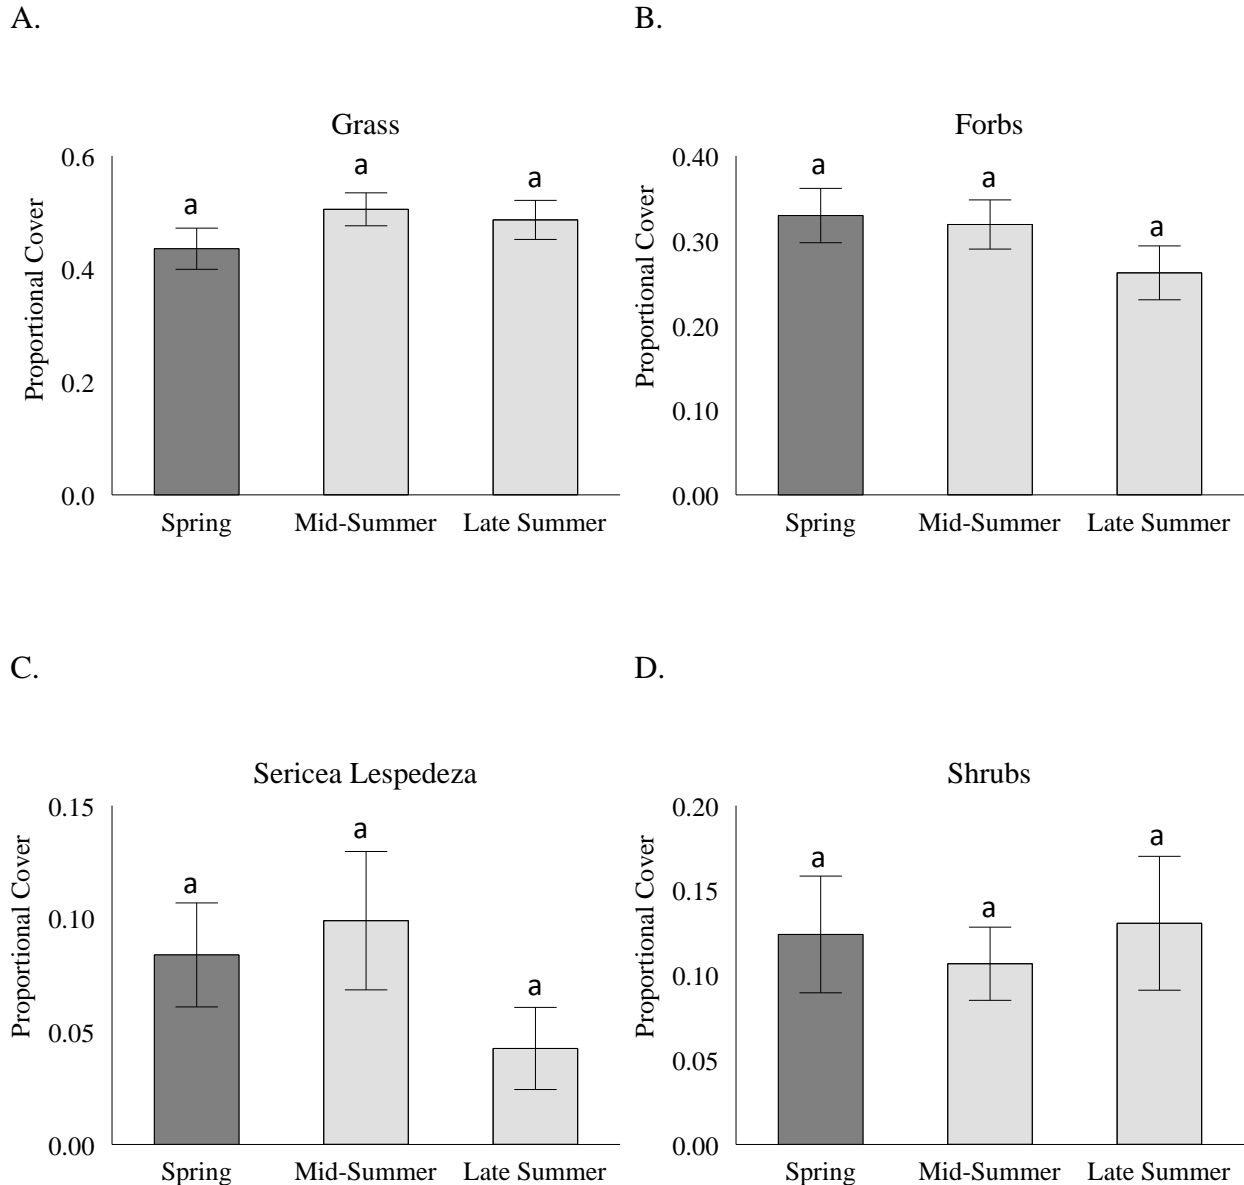 A.
Grass
Proportional Cover
0.6
0.4
0.2
0.0
a
a
a
Spring
Mid-Summer
Late Summer
B.
Forbs
Proportional Cover
0.40
0.30
0.20
0.10
0.00
a
a
a
Spring
Mid-Summer
Late Summer
C.
Sericea Lespedeza
Proportional Cover
0.15
0.10
0.05
0.00
a
a
a
Spring
Mid-Summer
Late Summer
D.
Shrubs
Proportional Cover
0.20
0.15
0.10
0.05
0.00
a
a
a
Spring
Mid-Summer
Late Summer